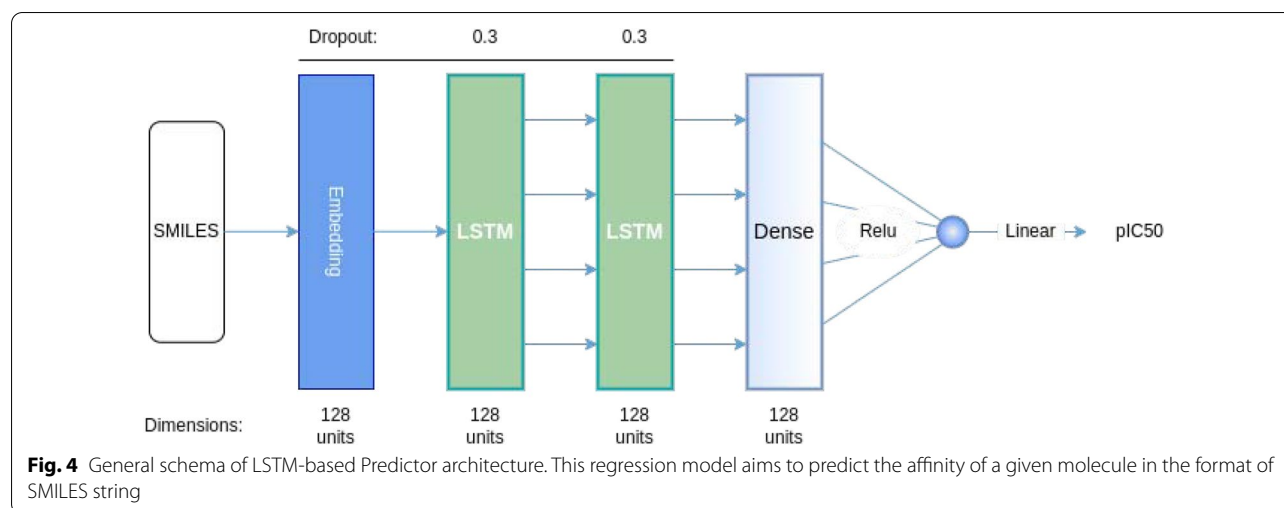 Dropout: 0.3 0.3
SMILES
Embedding
LSTM
LSTM
Dense
Relu
Linear
pIC50
Dimensions:
128
units
128
units
128
units
128
units
Fig. 4 General schema of LSTM-based Predictor architecture. This regression model aims to predict the affinity of a given molecule in the format of
SMILES string